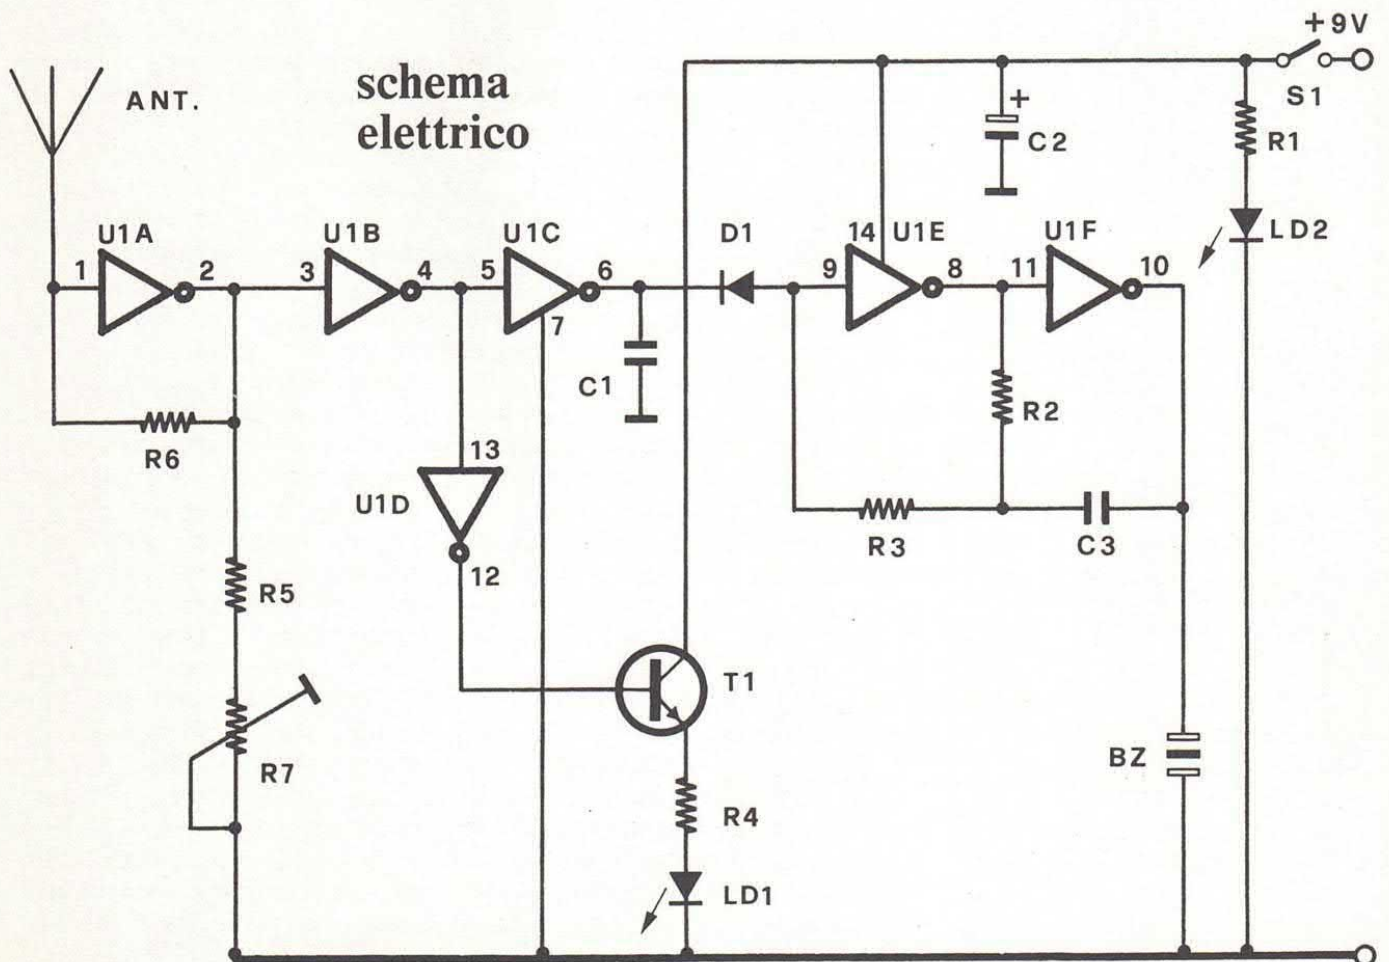 +9V
schema
elettrico
ANT.
S1
+
C2
R1
U1A
U1B
U1C
D1
14
U1E
U1F
LD2
1
2
3
4
5
6
9
8
11
10
7
C1
R2
R6
13
U1D
R3
C3
12
R5
T1
R7
BZ
R4
LD1